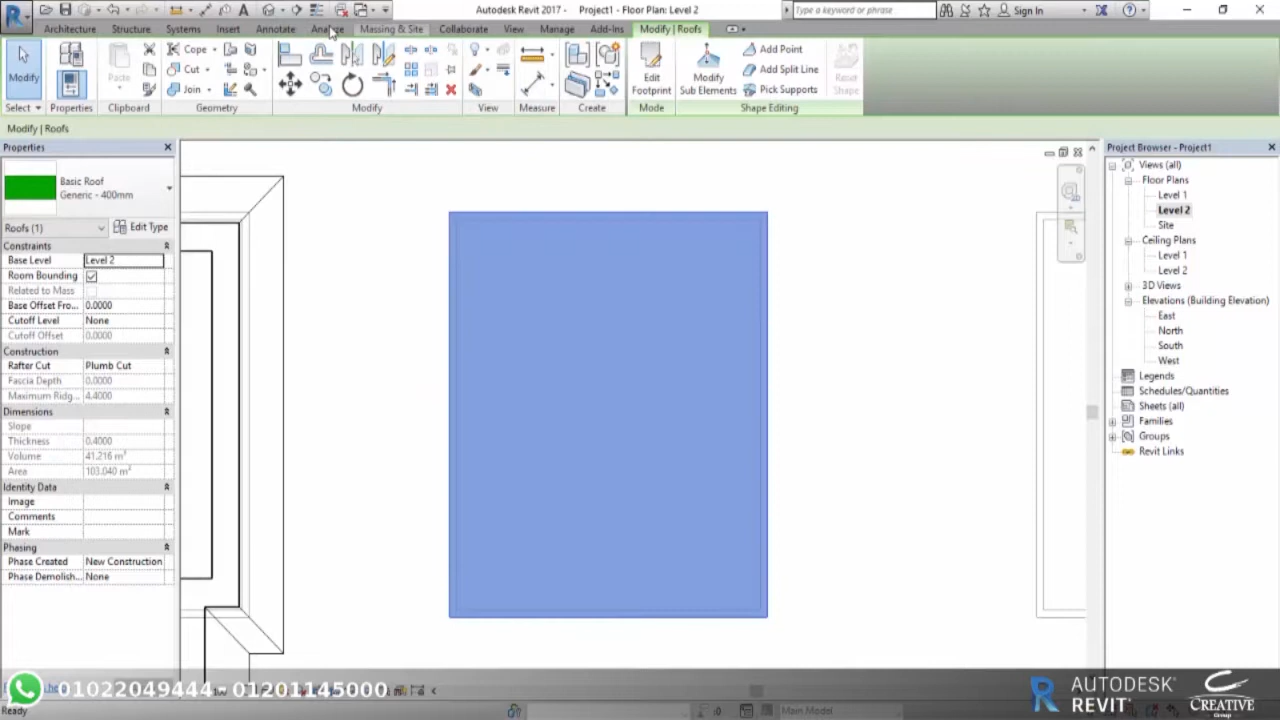 Autodesk Revit 2017 - Project1 - Floor Plan: Level 2
Type a keyword or phrase
Sign In
Architecture Structure Systems Insert Annotate Analyze Massing & Site Collaborate View Manage Add-Ins Modify | Roofs
Modify
Paste
Cope
Cut
Join
Edit Footprint
Modify Sub Elements
Add Point
Add Split Line
Pick Supports
Reset Shape
Select Properties Clipboard Geometry Modify View Measure Create Mode Shape Editing
Modify | Roofs
Properties
Basic Roof
Generic - 400mm
Roofs (1)
Edit Type
Constraints
Base Level Level 2
Room Bounding
Related to Mass
Base Offset Fro... 0.0000
Cutoff Level None
Cutoff Offset 0.0000
Construction
Rafter Cut Plumb Cut
Fascia Depth 0.0000
Maximum Ridg... 4.4000
Dimensions
Slope
Thickness 0.4000
Volume 41.216 m³
Area 103.040 m²
Identity Data
Image
Comments
Mark
Phasing
Phase Created New Construction
Phase Demolish... None
Project Browser - Project1
Views (all)
Floor Plans
Level 1
Level 2
Site
Ceiling Plans
Level 1
Level 2
3D Views
Elevations (Building Elevation)
East
North
South
West
Legends
Schedules/Quantities
Sheets (all)
Families
Groups
Revit Links
01022049444 - 01201145000
Ready
:0
Main Model
AUTODESK®
REVIT®
CREATIVE
Group